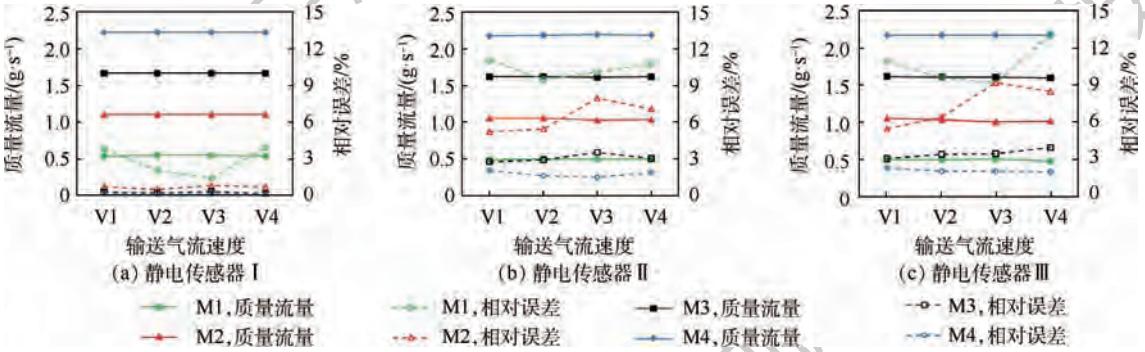 2.5 2.0 1.5 1.0 0.5 0
质量流量/(g·s⁻¹)
15 12 9 6 3 0
相对误差/%
V1 V2 V3 V4
输送气流速度
(a) 静电传感器Ⅰ
2.5 2.0 1.5 1.0 0.5 0
质量流量/(g·s⁻¹)
15 12 9 6 3 0
相对误差/%
V1 V2 V3 V4
输送气流速度
(b) 静电传感器Ⅱ
2.5 2.0 1.5 1.0 0.5 0
质量流量/(g·s⁻¹)
15 12 9 6 3 0
相对误差/%
V1 V2 V3 V4
输送气流速度
(c) 静电传感器Ⅲ
M1,质量流量 M1,相对误差 M3,质量流量 M3,相对误差
M2,质量流量 M2,相对误差 M4,质量流量 M4,相对误差